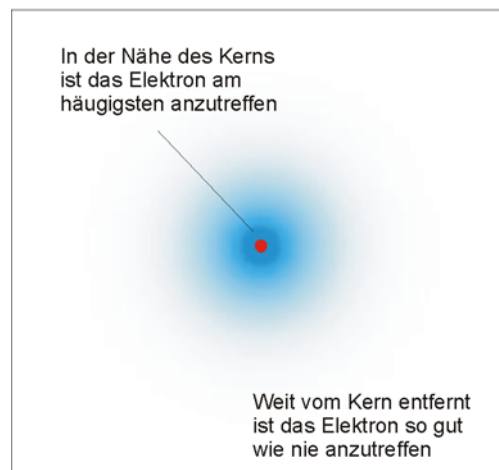 In der Nähe des Kerns
ist das Elektron am
häugigsten anzutreffen
Weit vom Kern entfernt
ist das Elektron so gut
wie nie anzutreffen